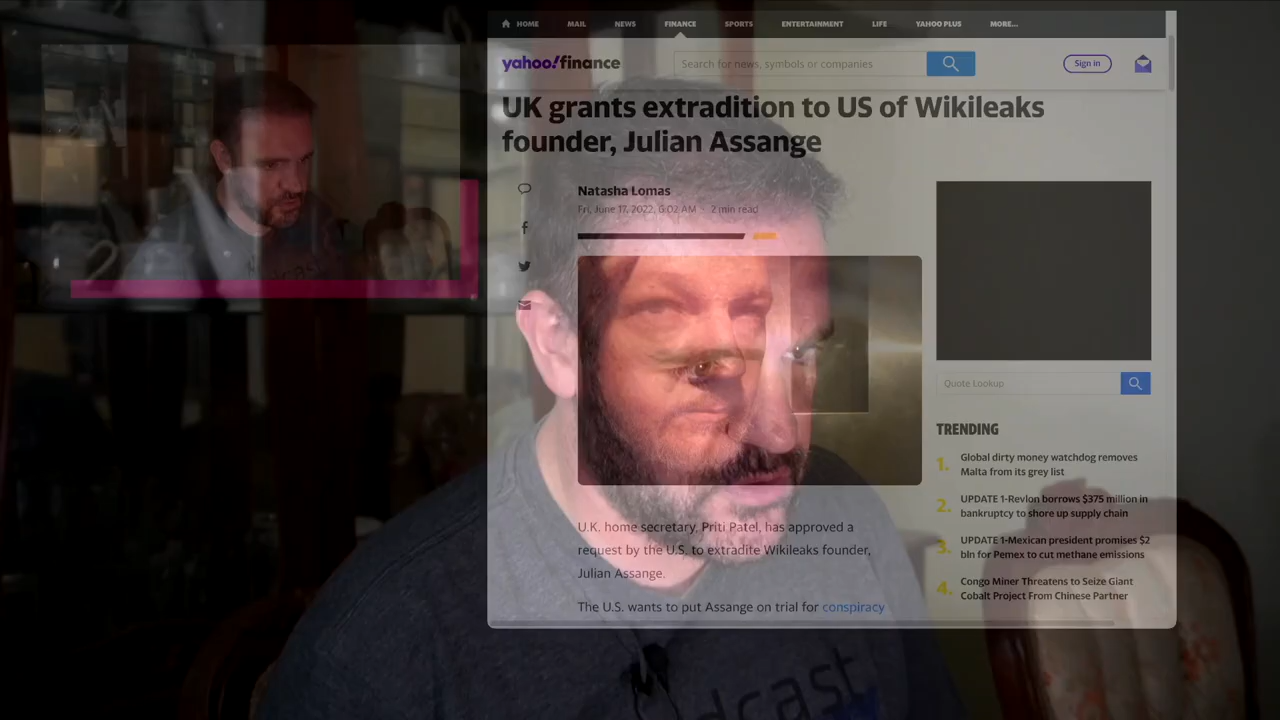 HOME MAIL NEWS FINANCE SPORTS ENTERTAINMENT LIFE YAHOO PLUS MORE...
yahoo!finance Search for news, symbols or companies Sign in
UK grants extradition to US of Wikileaks
founder, Julian Assange
Natasha Lomas
Fri, June 17, 2022, 6:02 AM · 2 min read
U.K. home secretary, Priti Patel, has approved a
request by the U.S. to extradite Wikileaks founder,
Julian Assange.
The U.S. wants to put Assange on trial for conspiracy
Quote Lookup
TRENDING
1. Global dirty money watchdog removes
Malta from its grey list
2. UPDATE 1-Revlon borrows $375 million in
bankruptcy to shore up supply chain
3. UPDATE 1-Mexican president promises $2
bln for Pemex to cut methane emissions
4. Congo Miner Threatens to Seize Giant
Cobalt Project From Chinese Partner